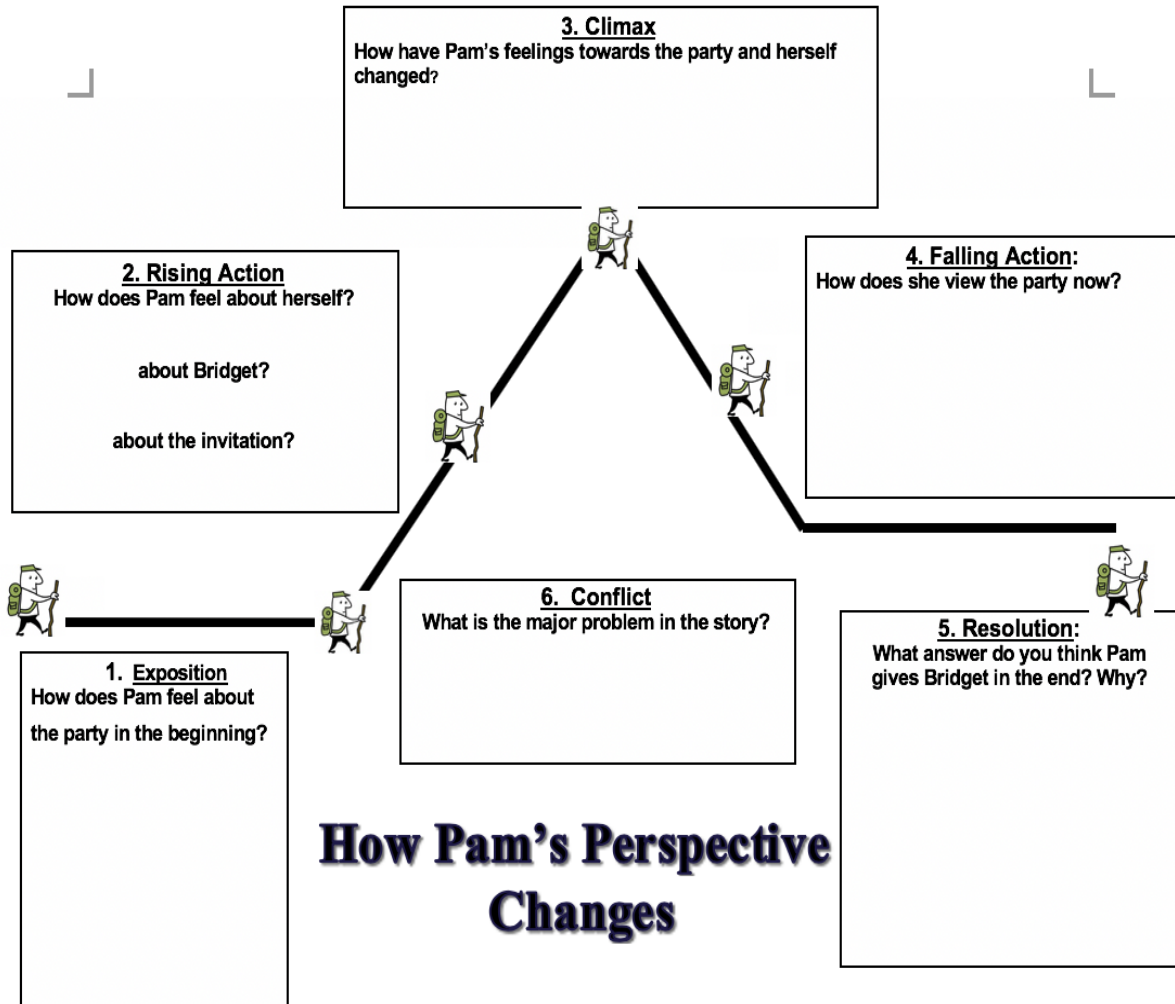 3. Climax
How have Pam's feelings towards the party and herself
changed?
2. Rising Action
How does Pam feel about herself?
about Bridget?
about the invitation?
4. Falling Action:
How does she view the party now?
1. Exposition
How does Pam feel about
the party in the beginning?
6. Conflict
What is the major problem in the story?
5. Resolution:
What answer do you think Pam
gives Bridget in the end? Why?
How Pam's Perspective
Changes